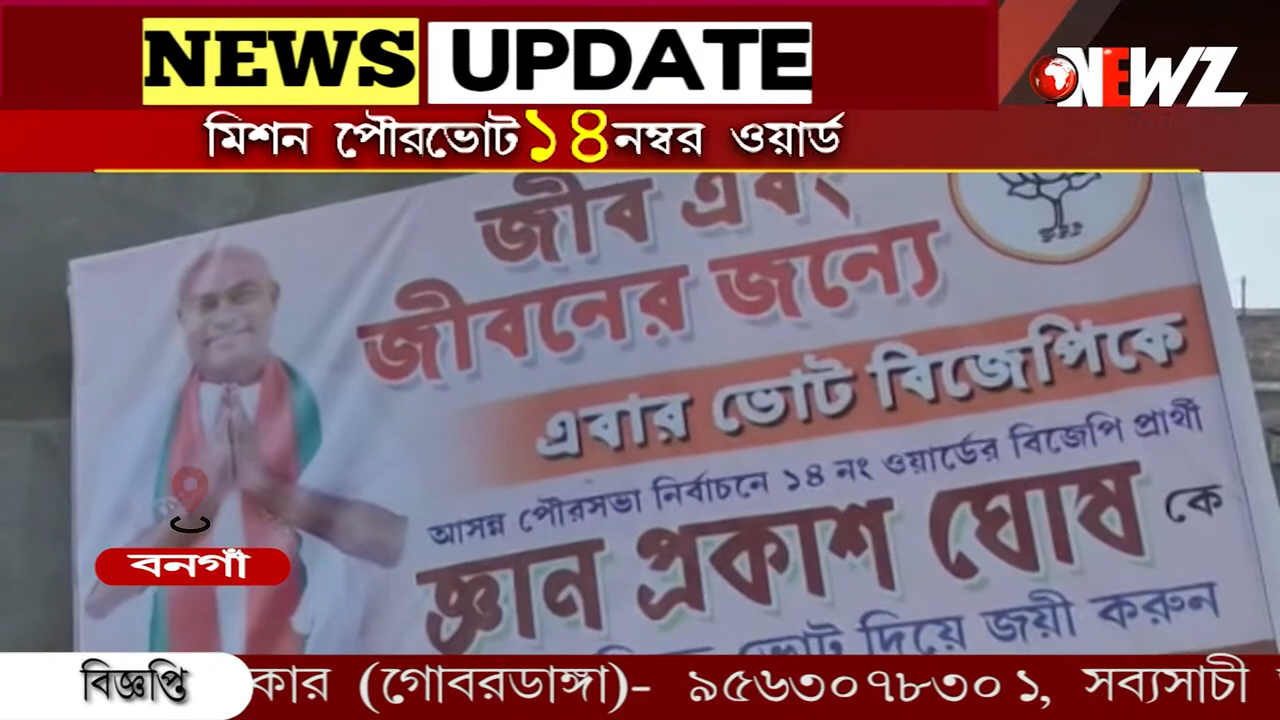 NEWS UPDATE
NEWZ
মিশন পৌরভোট ১৪ নম্বর ওয়ার্ড
জীব এবং
জীবনের জন্যে
এবার ভোট বিজেপিকে
আসন্ন পৌরসভা নির্বাচনে ১৪ নং ওয়ার্ডের বিজেপি প্রার্থী
জ্ঞান প্রকাশ ঘোষ কে
ভোট দিয়ে জয়ী করুন
বনগাঁ
বিজ্ঞপ্তি
কার (গোবরডাঙ্গা)- ৯৫৬৩০৭৮৩০১, সব্যসাচী